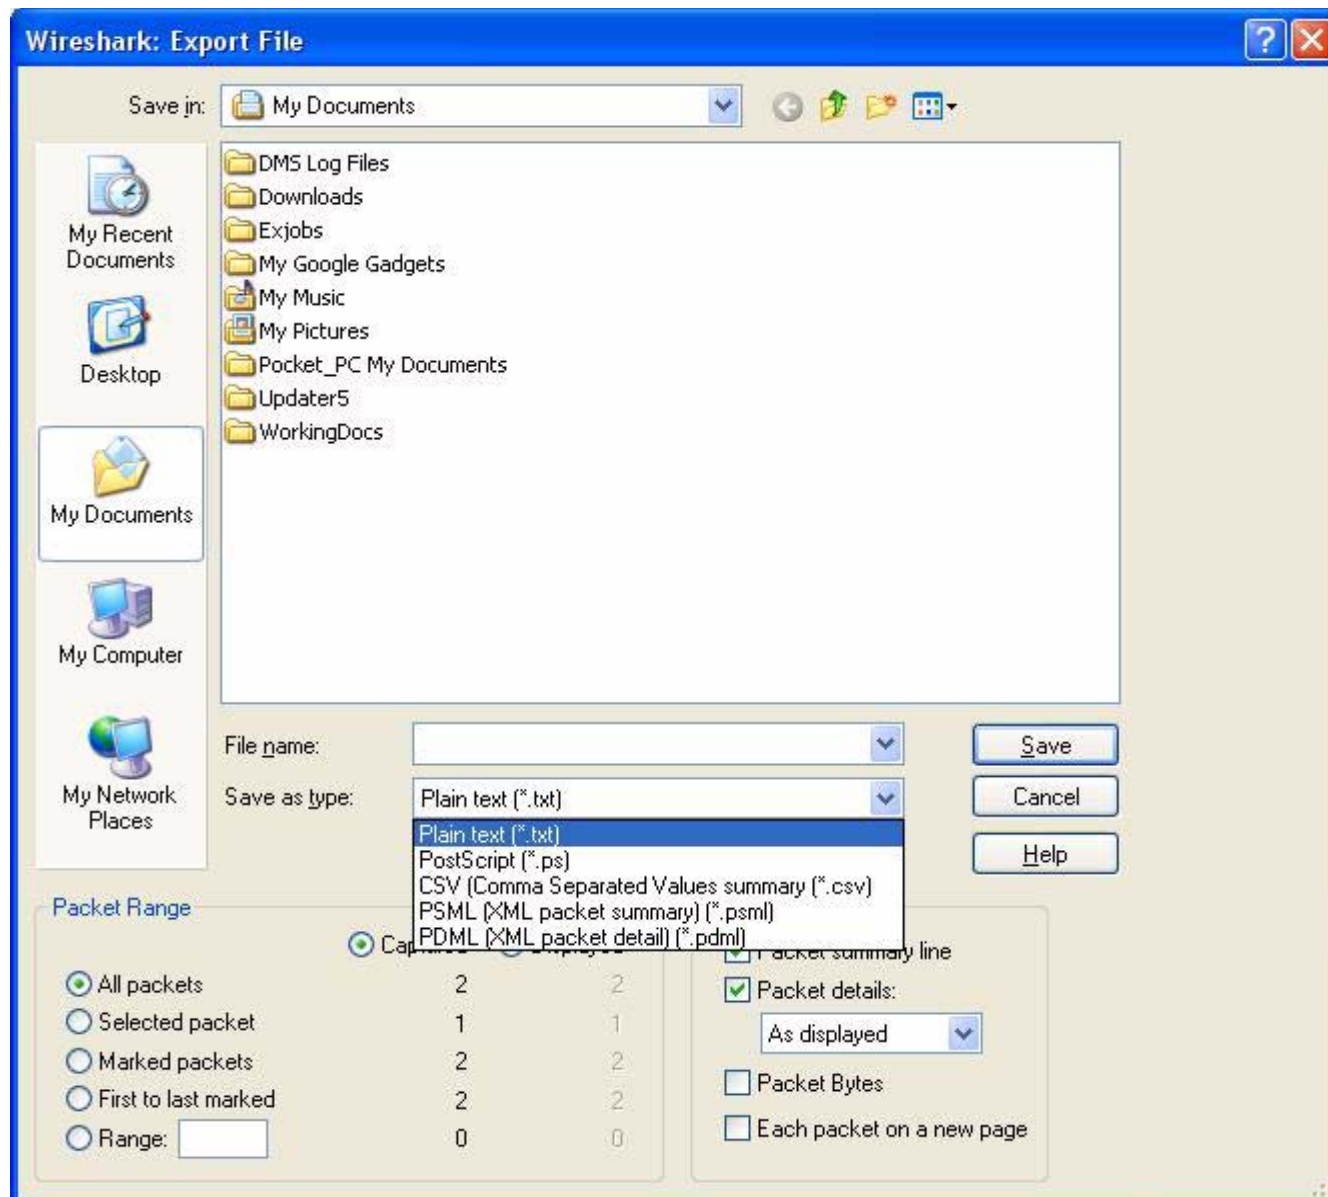 Wireshark: Export File
Save in: My Documents
My Recent Documents
Desktop
My Documents
My Computer
My Network Places
DMS Log Files
Downloads
Exjobs
My Google Gadgets
My Music
My Pictures
Pocket_PC My Documents
Updater5
WorkingDocs
File name:
Save
Save as type: Plain text (*.txt)
Cancel
Help
Plain text (*.txt)
PostScript (*.ps)
CSV (Comma Separated Values summary (*.csv)
PSML (XML packet summary) (*.psml)
PDML (XML packet detail) (*.pdml)
Packet Range
All packets 2 2
Selected packet 1 1
Marked packets 2 2
First to last marked 2 2
Range: 0 0
Packet summary line
Packet details:
As displayed
Packet Bytes
Each packet on a new page